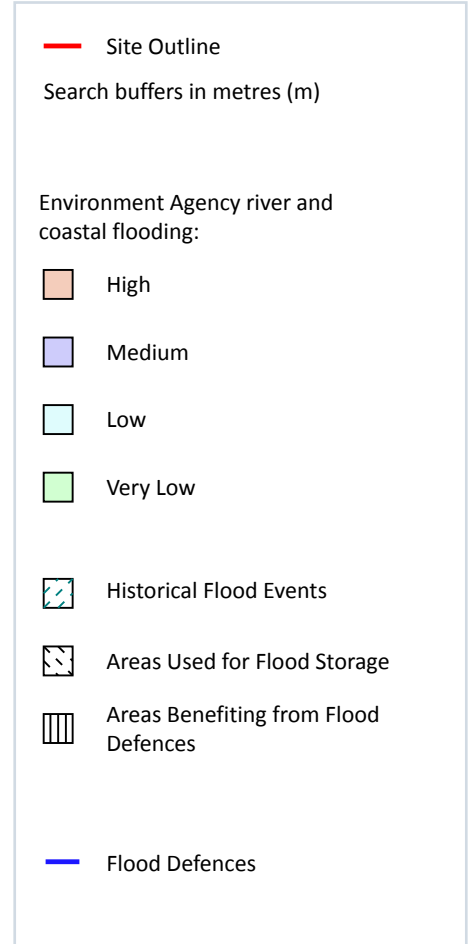 Site Outline
Search buffers in metres (m)
Environment Agency river and
coastal flooding:
High
Medium
Low
Very Low
Historical Flood Events
Areas Used for Flood Storage
Areas Benefiting from Flood
Defences
Flood Defences